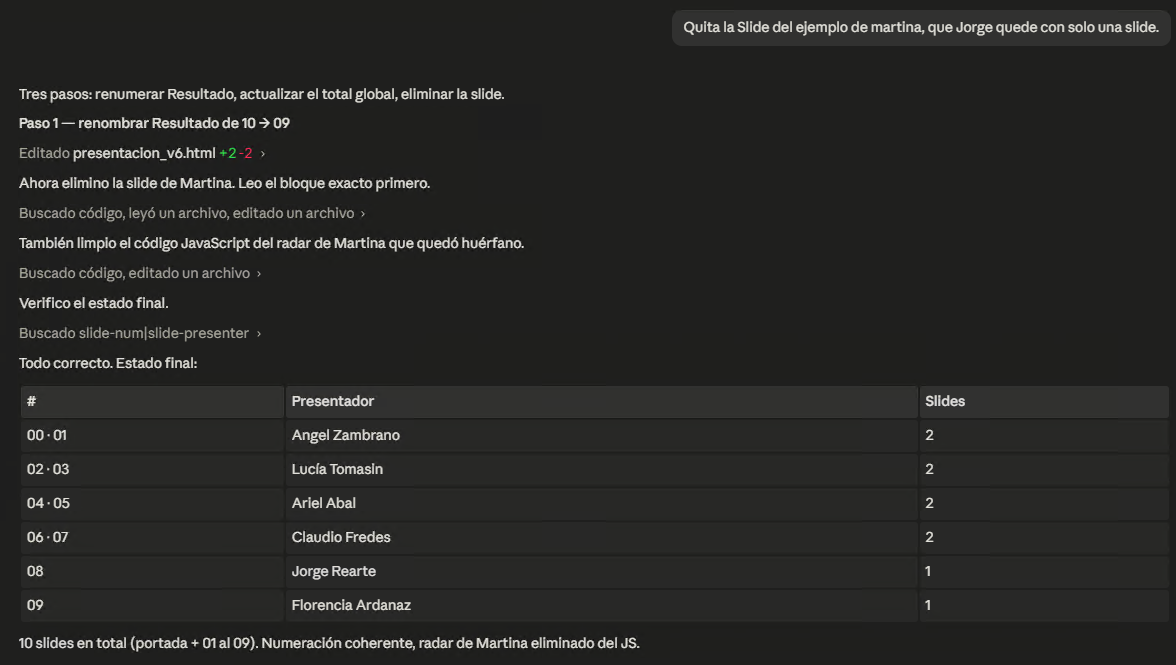 Quita la Slide del ejemplo de martina, que Jorge quede con solo una slide.
Tres pasos: renumerar Resultado, actualizar el total global, eliminar la slide.
Paso 1 — renombrar Resultado de 10 → 09
Editado presentacion_v6.html +2 -2 ›
Ahora elimino la slide de Martina. Leo el bloque exacto primero.
Buscado código, leyó un archivo, editado un archivo ›
También limpio el código JavaScript del radar de Martina que quedó huérfano.
Buscado código, editado un archivo ›
Verifico el estado final.
Buscado slide-num|slide-presenter ›
Todo correcto. Estado final:
# Presentador Slides
00 · 01 Angel Zambrano 2
02 · 03 Lucía Tomasin 2
04 · 05 Ariel Abal 2
06 · 07 Claudio Fredes 2
08 Jorge Rearte 1
09 Florencia Ardanaz 1
10 slides en total (portada + 01 al 09). Numeración coherente, radar de Martina eliminado del JS.